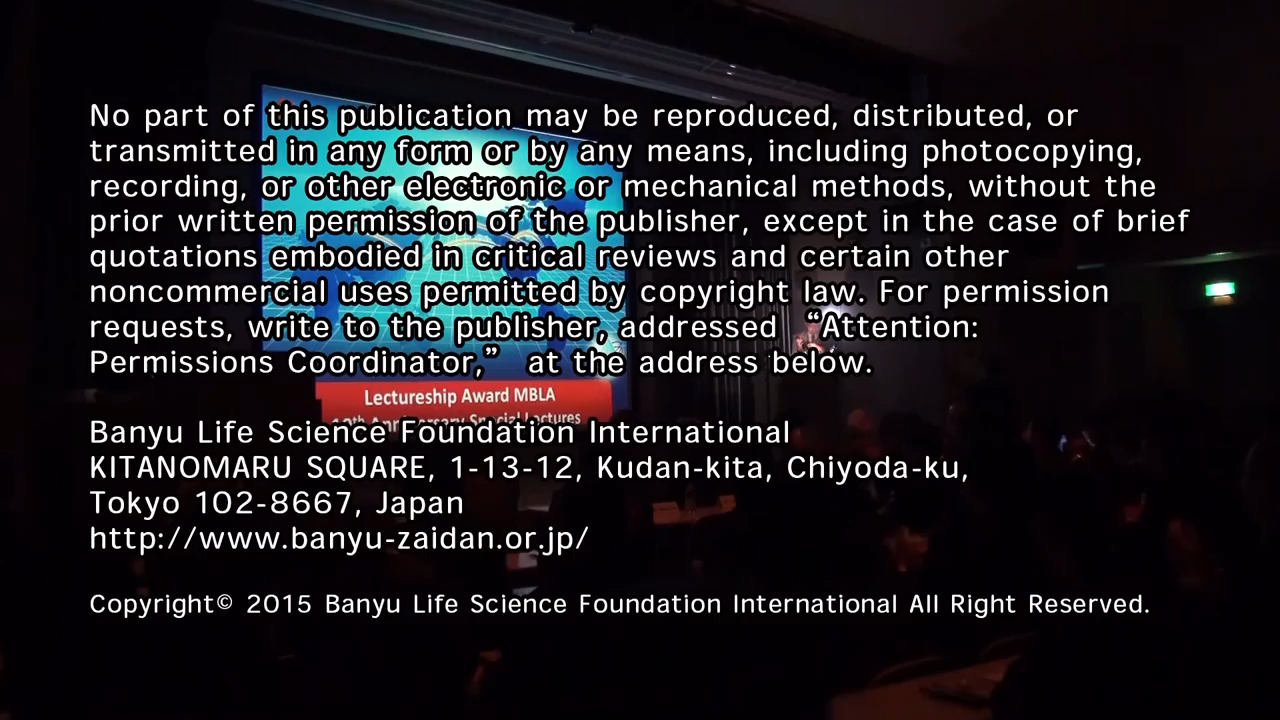 No part of this publication may be reproduced, distributed, or
transmitted in any form or by any means, including photocopying,
recording, or other electronic or mechanical methods, without the
prior written permission of the publisher, except in the case of brief
quotations embodied in critical reviews and certain other
noncommercial uses permitted by copyright law. For permission
requests, write to the publisher, addressed “Attention:
Permissions Coordinator,” at the address below.
Lectureship Award MBLA
Anniversary Special Lectures
Banyu Life Science Foundation International
KITANOMARU SQUARE, 1-13-12, Kudan-kita, Chiyoda-ku,
Tokyo 102-8667, Japan
http://www.banyu-zaidan.or.jp/
Copyright© 2015 Banyu Life Science Foundation International All Right Reserved.